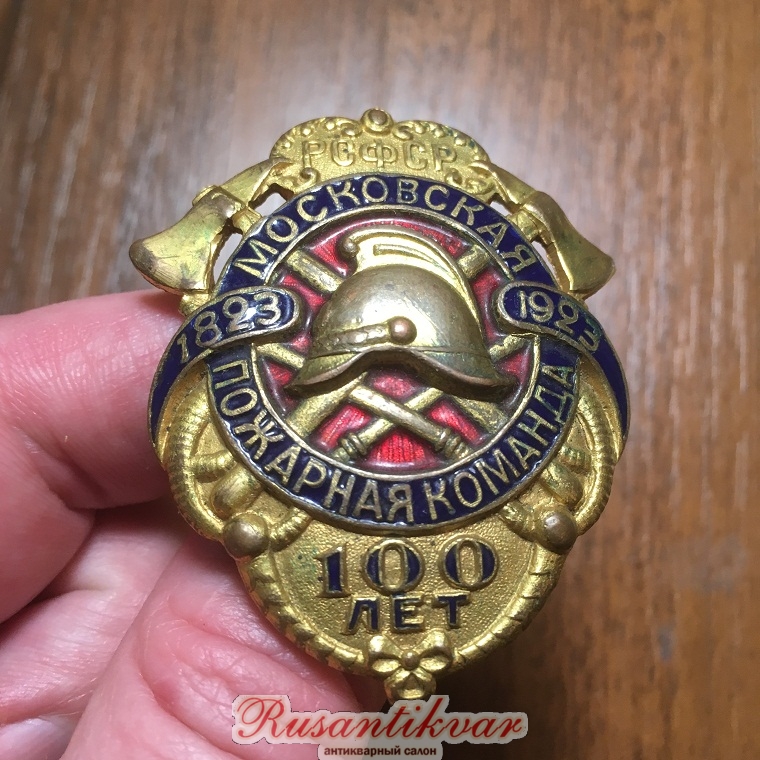 РСФСР
МОСКОВСКАЯ
1823 1923
ПОЖАРНАЯ КОМАНДА
100
ЛЕТ
Rusantikvar
антикварный салон